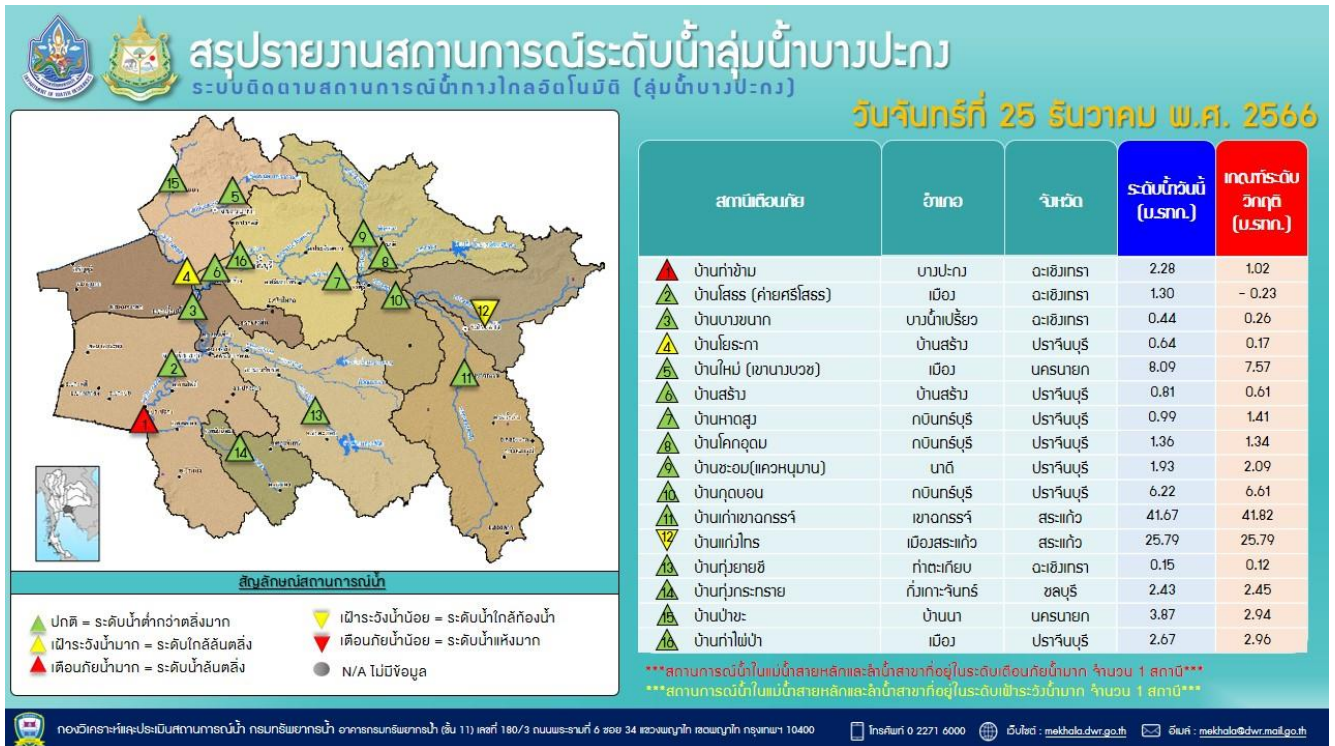 สรุปรายงานสถานการณ์ระดับน้ำลุ่มน้ำบางปะกง
ระบบติดตามสถานการณ์น้ำทางไกลอัตโนมัติ (ลุ่มน้ำบางปะกง)
วันจันทร์ที่ 25 ธันวาคม พ.ศ. 2566
15
5
9
16
8
6
4
7
10
3
12
2
11
13
1
14
สัญลักษณ์สถานการณ์น้ำ
ปกติ = ระดับน้ำต่ำกว่าตลิ่งมาก
เฝ้าระวังน้ำมาก = ระดับใกล้ล้นตลิ่ง
เตือนภัยน้ำมาก = ระดับน้ำล้นตลิ่ง
เฝ้าระวังน้ำน้อย = ระดับน้ำใกล้ท้องน้ำ
เตือนภัยน้ำน้อย = ระดับน้ำแห้งมาก
N/A ไม่มีข้อมูล
สถานีเตือนภัย อำเภอ จังหวัด ระดับน้ำวันนี้ (ม.รทก.) เกณฑ์ระดับวิกฤติ (ม.รทก.)
1 บ้านท่าข้าม บางปะกง ฉะเชิงเทรา 2.28 1.02
2 บ้านโสธร (ค่ายศรีโสธร) เมือง ฉะเชิงเทรา 1.30 - 0.23
3 บ้านบางขนาก บางน้ำเปรี้ยว ฉะเชิงเทรา 0.44 0.26
4 บ้านโยระกา บ้านสร้าง ปราจีนบุรี 0.64 0.17
5 บ้านใหม่ (เขานางบวช) เมือง นครนายก 8.09 7.57
6 บ้านสร้าง บ้านสร้าง ปราจีนบุรี 0.81 0.61
7 บ้านหาดสูง กบินทร์บุรี ปราจีนบุรี 0.99 1.41
8 บ้านโคกอุดม กบินทร์บุรี ปราจีนบุรี 1.36 1.34
9 บ้านชะอม(แควหนุมาน) นาดี ปราจีนบุรี 1.93 2.09
10 บ้านกุดบอน กบินทร์บุรี ปราจีนบุรี 6.22 6.61
11 บ้านเก่าเขาฉกรรจ์ เขาฉกรรจ์ สระแก้ว 41.67 41.82
12 บ้านแก่งไทร เมืองสระแก้ว สระแก้ว 25.79 25.79
13 บ้านทุ่งยายชี ท่าตะเกียบ ฉะเชิงเทรา 0.15 0.12
14 บ้านทุ่งกระทราย กิ่งเกาะจันทร์ ชลบุรี 2.43 2.45
15 บ้านป่าขะ บ้านนา นครนายก 3.87 2.94
16 บ้านท่าไผ่ป่า เมือง ปราจีนบุรี 2.67 2.96
***สถานการณ์น้ำในแม่น้ำสายหลักและลำน้ำสาขาที่อยู่ในระดับเตือนภัยน้ำมาก จำนวน 1 สถานี***
***สถานการณ์น้ำในแม่น้ำสายหลักและลำน้ำสาขาที่อยู่ในระดับเฝ้าระวังน้ำมาก จำนวน 1 สถานี***
กองวิเคราะห์และประเมินสถานการณ์น้ำ กรมทรัพยากรน้ำ อาคารกรมทรัพยากรน้ำ (ชั้น 11) เลขที่ 180/3 ถนนพระรามที่ 6 ซอย 34 แขวงพญาไท เขตพญาไท กรุงเทพฯ 10400 โทรศัพท์ 0 2271 6000 เว็บไซต์ : mekhala.dwr.go.th อีเมล์ : mekhala@dwr.mail.go.th